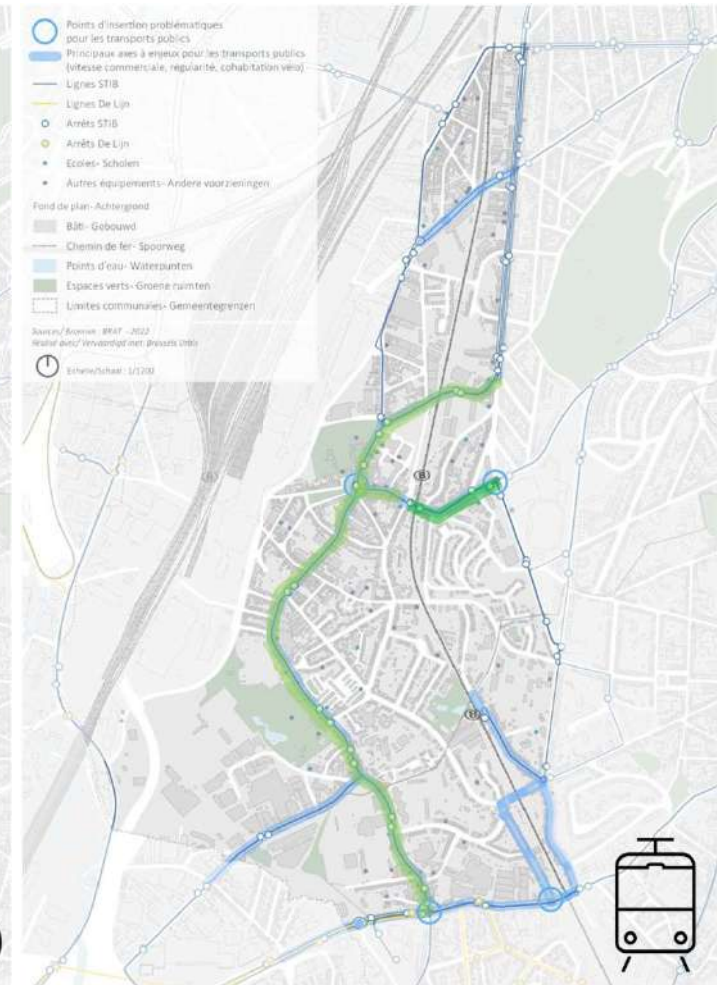 Points d'insertion problématiques
pour les transports publics
Principaux axes à enjeux pour les transports publics
(vitesse commerciale, régularité, cohabitation vélo)
Lignes STIB
Lignes De Lijn
Arrêts STIB
Arrêts De Lijn
Ecoles- Scholen
Autres équipements- Andere voorzieningen
Fond de plan- Achtergrond
Bâti- Gebouwd
Chemin de fer- Spoorweg
Points d'eau- Waterpunten
Espaces verts- Groene ruimten
Limites communales- Gemeentegrenzen
Sources/ Bronnen : BRAT - 2022
Réalisé avec/ Vervaardigd met: Brussels Urbis
Echelle/Schaal : 1/1200
B
B
B